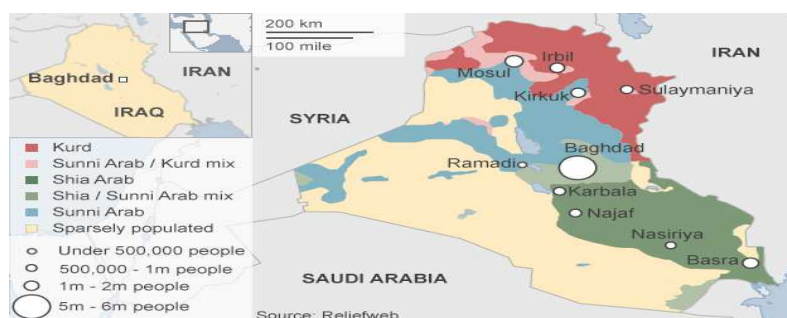 200 km
100 mile
IRAN
Baghdad
IRAQ
Kurd
Sunni Arab / Kurd mix
Shia Arab
Shia / Sunni Arab mix
Sunni Arab
Sparsely populated
Under 500,000 people
500,000 - 1m people
1m - 2m people
5m - 6m people
IRAN
Irbil
Mosul
Kirkuk
Sulaymaniya
SYRIA
Baghdad
Ramadi
Karbala
Najaf
Nasiriya
Basra
SAUDI ARABIA
Source: Reliefweb